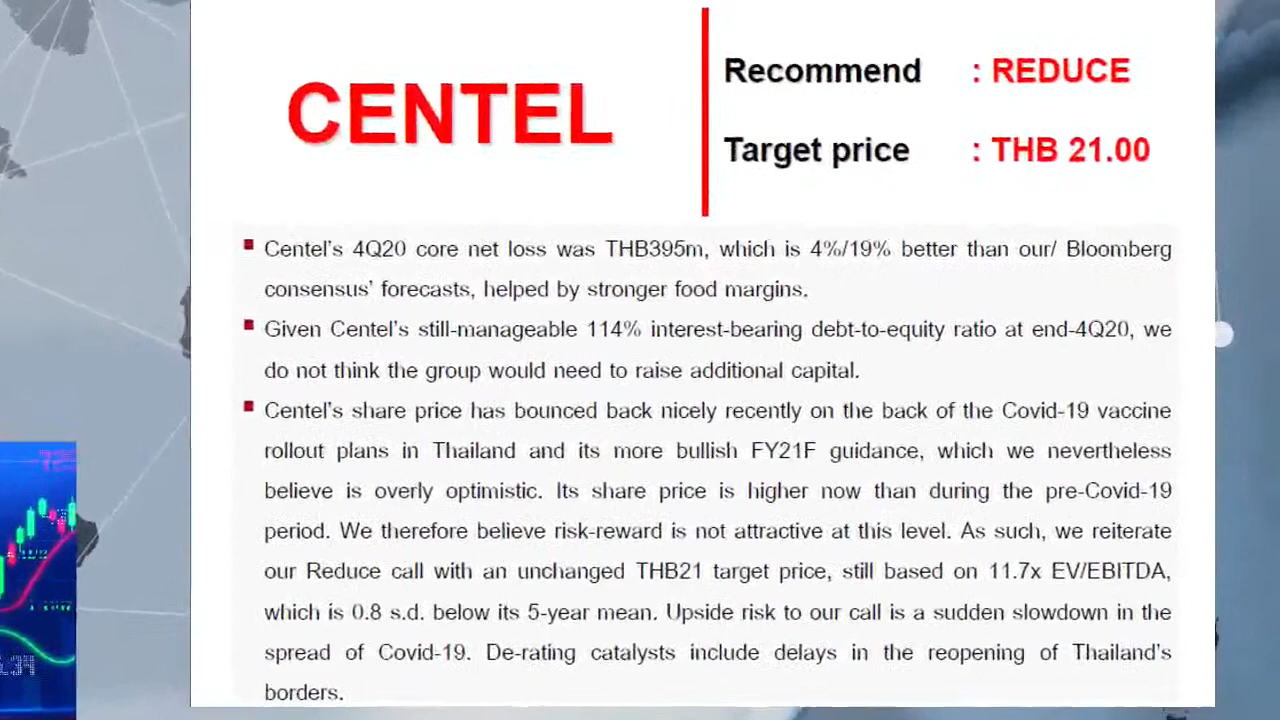 CENTEL
Recommend : REDUCE
Target price : THB 21.00
Centel's 4Q20 core net loss was THB395m, which is 4%/19% better than our/ Bloomberg
consensus' forecasts, helped by stronger food margins.
Given Centel's still-manageable 114% interest-bearing debt-to-equity ratio at end-4Q20, we
do not think the group would need to raise additional capital.
Centel's share price has bounced back nicely recently on the back of the Covid-19 vaccine
rollout plans in Thailand and its more bullish FY21F guidance, which we nevertheless
believe is overly optimistic. Its share price is higher now than during the pre-Covid-19
period. We therefore believe risk-reward is not attractive at this level. As such, we reiterate
our Reduce call with an unchanged THB21 target price, still based on 11.7x EV/EBITDA,
which is 0.8 s.d. below its 5-year mean. Upside risk to our call is a sudden slowdown in the
spread of Covid-19. De-rating catalysts include delays in the reopening of Thailand's
borders.